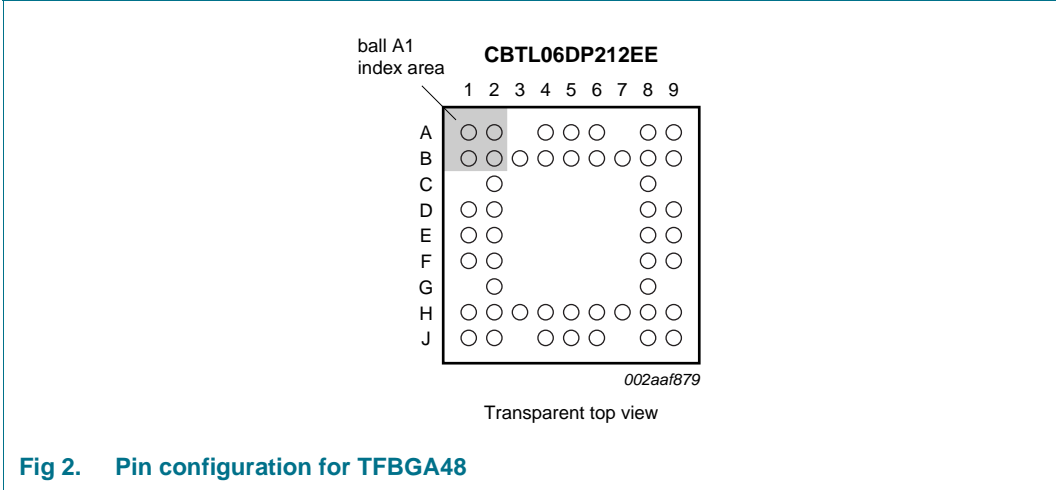 ball A1
index area
CBTL06DP212EE
1 2 3 4 5 6 7 8 9
A
B
C
D
E
F
G
H
J
002aaf879
Transparent top view
Fig 2. Pin configuration for TFBGA48